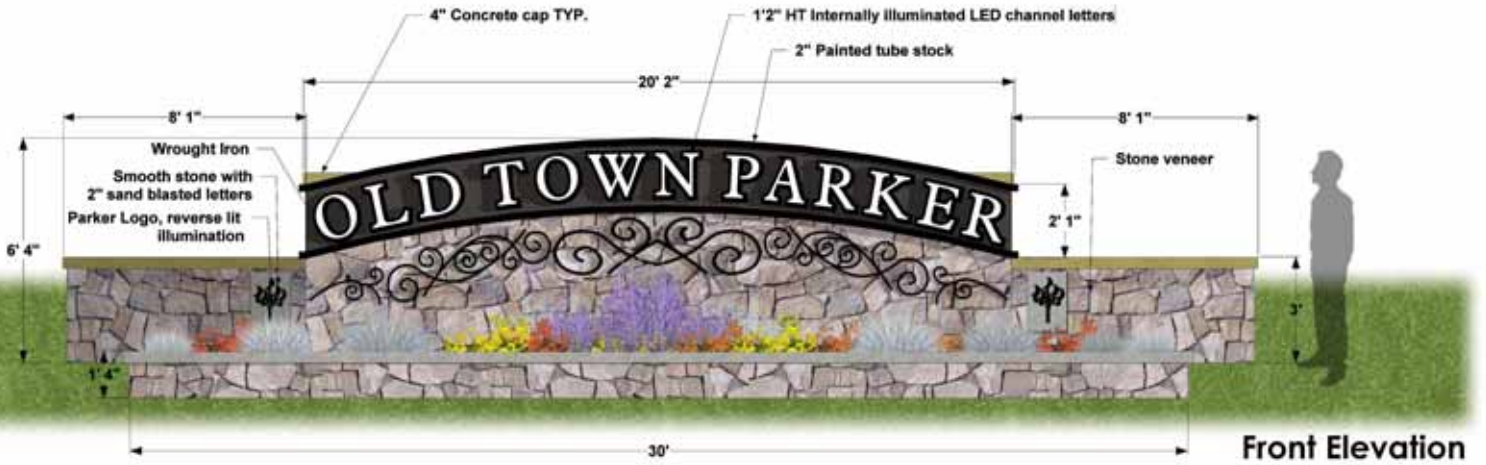 4" Concrete cap TYP.
1'2" HT Internally illuminated LED channel letters
2" Painted tube stock
20' 2"
8' 1"
8' 1"
Wrought Iron
Smooth stone with
2" sand blasted letters
Parker Logo, reverse lit
illumination
Stone veneer
OLD TOWN PARKER
2' 1"
6' 4"
3'
1' 4"
30'
Front Elevation